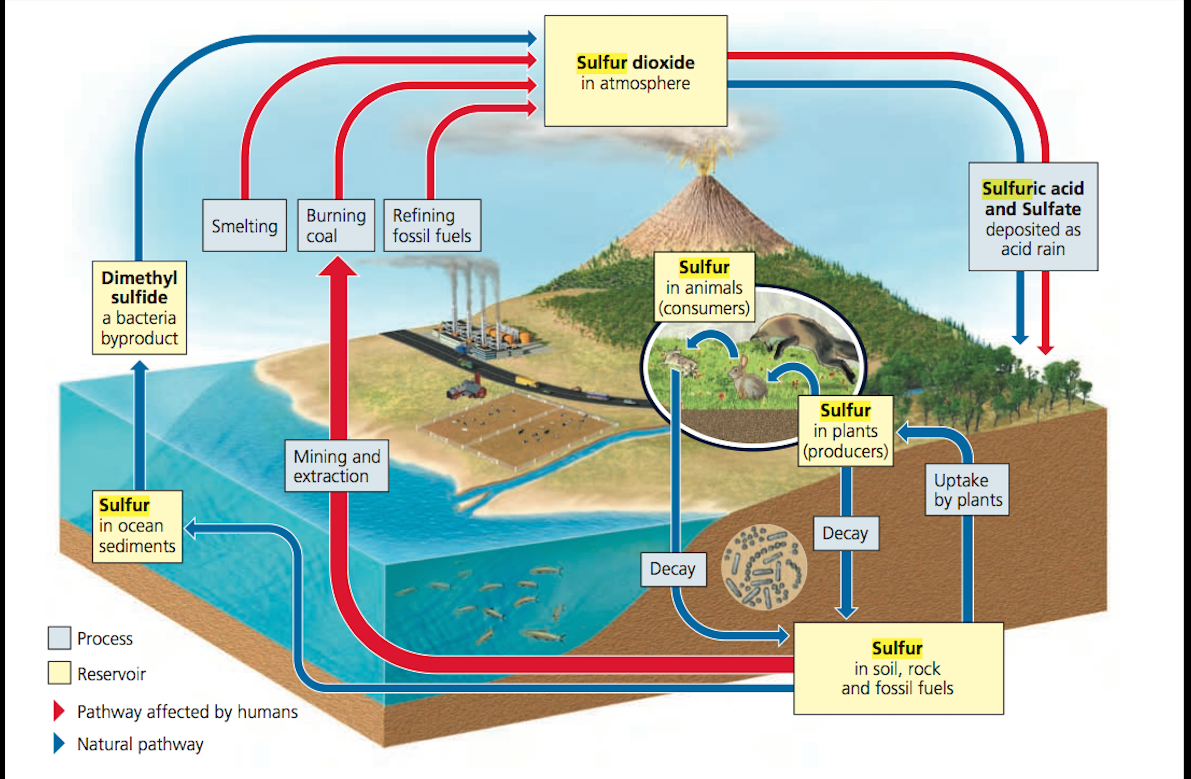 Sulfur dioxide
in atmosphere
Smelting
Burning
coal
Refining
fossil fuels
Sulfuric acid
and Sulfate
deposited as
acid rain
Dimethyl
sulfide
a bacteria
byproduct
Sulfur
in animals
(consumers)
Sulfur
in plants
(producers)
Mining and
extraction
Uptake
by plants
Sulfur
in ocean
sediments
Decay
Decay
Sulfur
in soil, rock
and fossil fuels
Process
Reservoir
Pathway affected by humans
Natural pathway